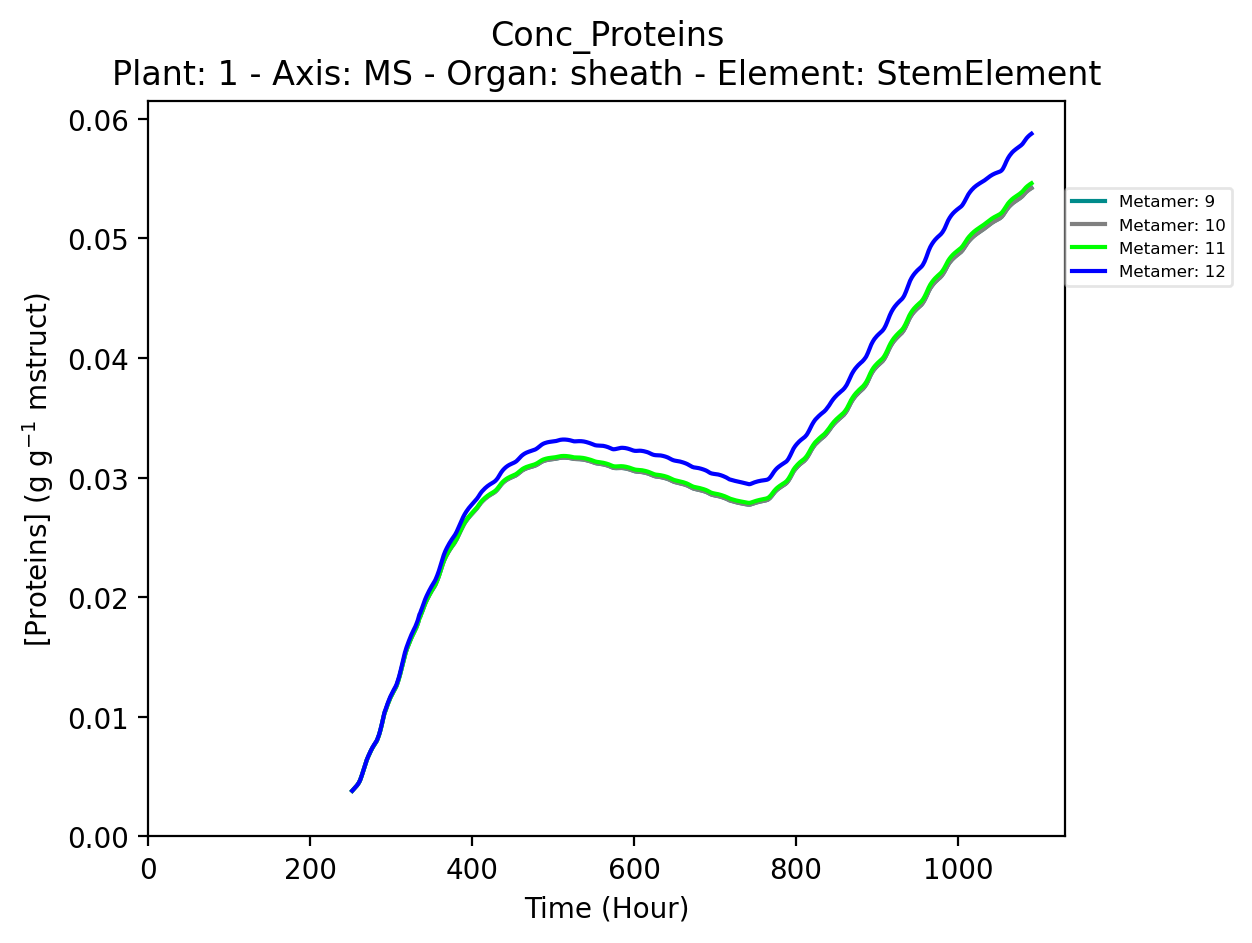 Conc_Proteins
Plant: 1 - Axis: MS - Organ: sheath - Element: StemElement
0.06
0.05
0.04
0.03
0.02
0.01
0.00
[Proteins] (g g⁻¹ mstruct)
Metamer: 9
Metamer: 10
Metamer: 11
Metamer: 12
0 200 400 600 800 1000
Time (Hour)